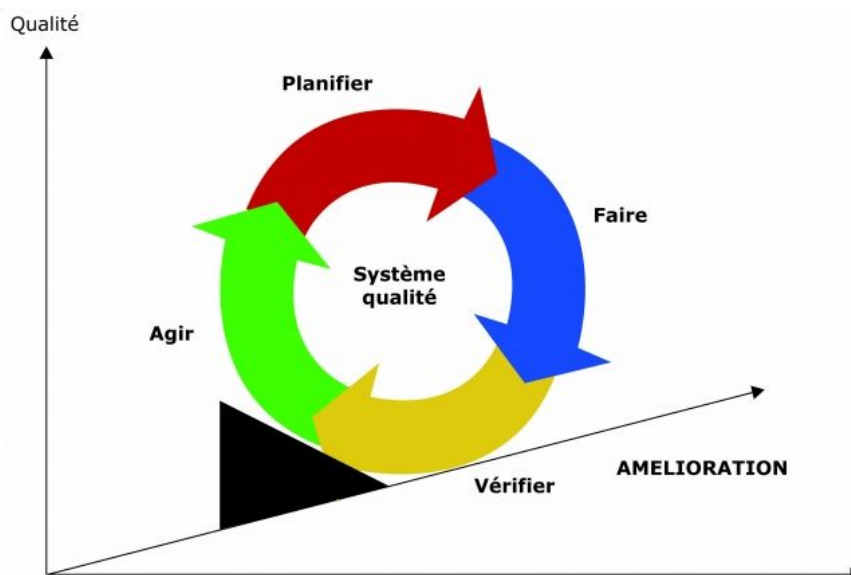 Qualité
Planifier
Faire
Système
qualité
Agir
AMELIORATION
Vérifier